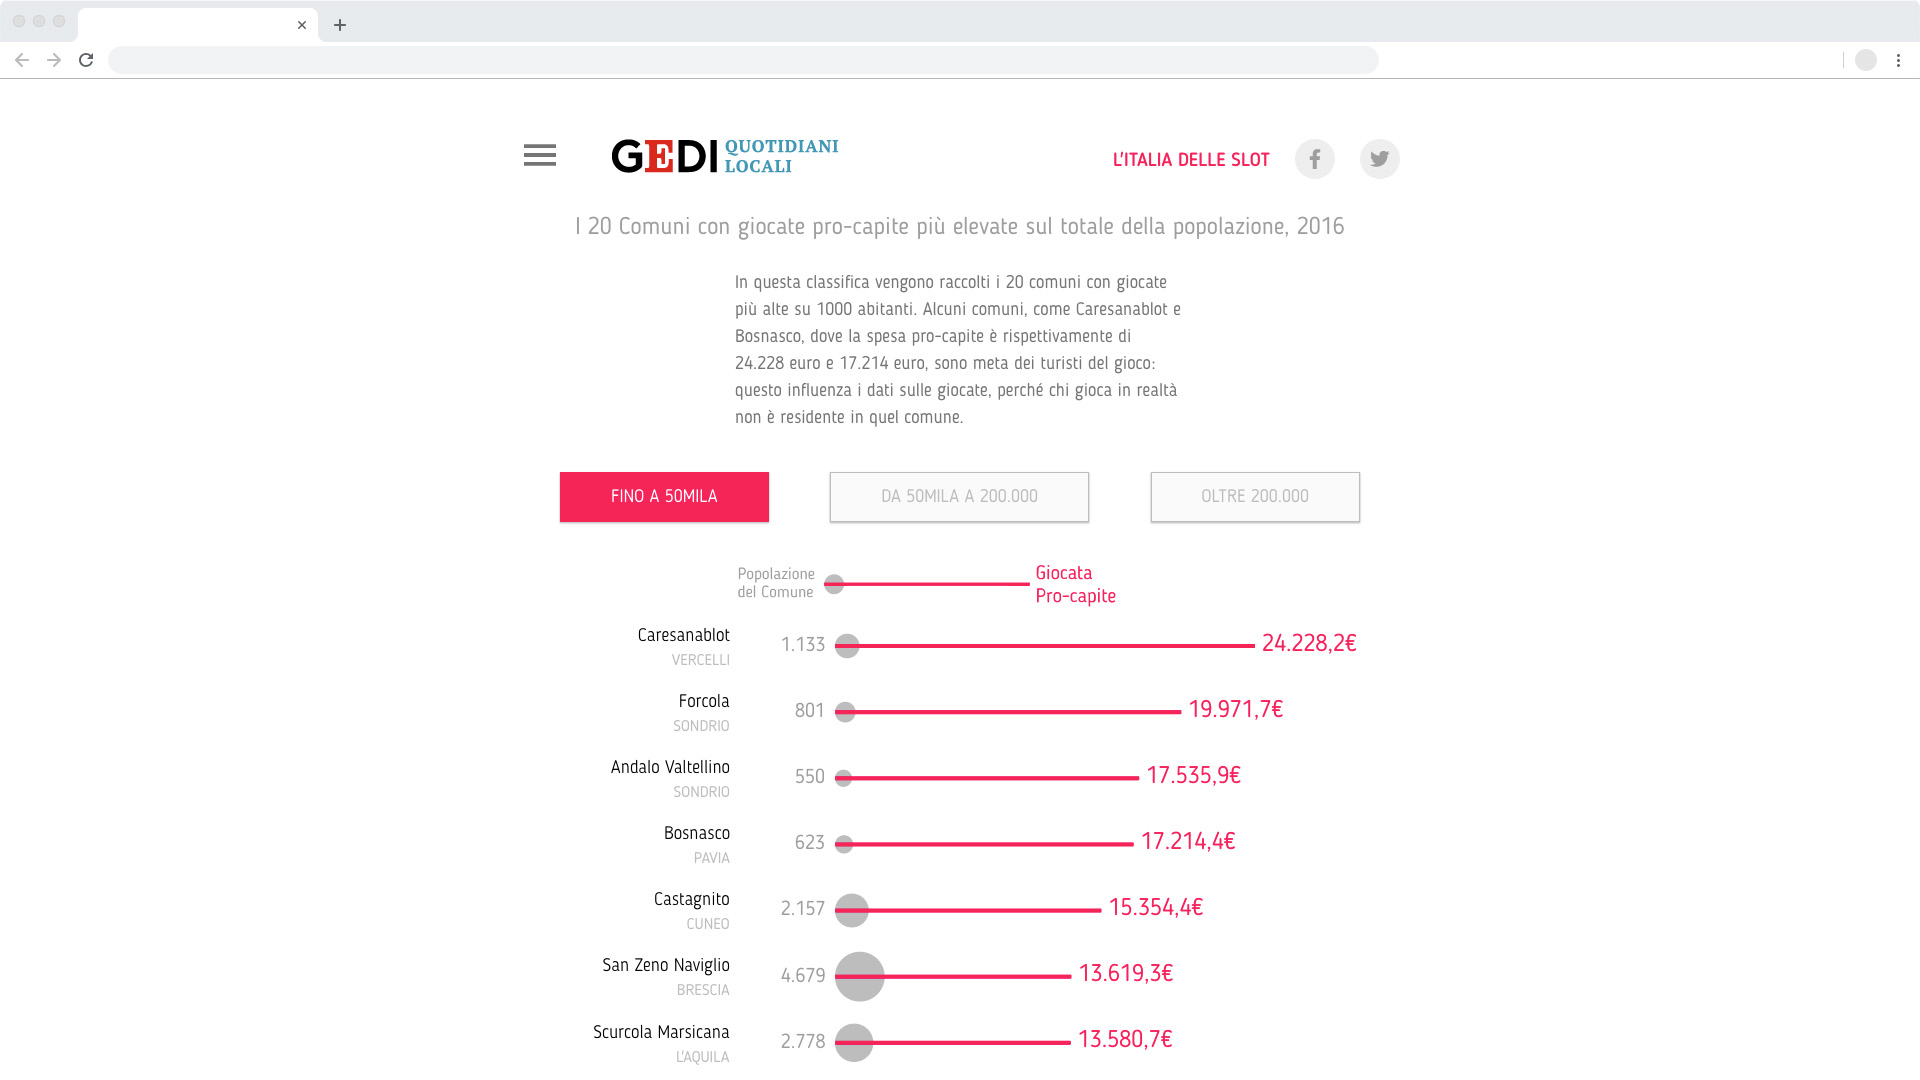 GEDI QUOTIDIANI
LOCALI
L'ITALIA DELLE SLOT
I 20 Comuni con giocate pro-capite più elevate sul totale della popolazione, 2016
In questa classifica vengono raccolti i 20 comuni con giocate
più alte su 1000 abitanti. Alcuni comuni, come Caresanablot e
Bosnasco, dove la spesa pro-capite è rispettivamente di
24.228 euro e 17.214 euro, sono meta dei turisti del gioco:
questo influenza i dati sulle giocate, perché chi gioca in realtà
non è residente in quel comune.
FINO A 50MILA
DA 50MILA A 200.000
OLTRE 200.000
Popolazione
del Comune
Giocata
Pro-capite
Caresanablot
VERCELLI
1.133
24.228,2€
Forcola
SONDRIO
801
19.971,7€
Andalo Valtellino
SONDRIO
550
17.535,9€
Bosnasco
PAVIA
623
17.214,4€
Castagnito
CUNEO
2.157
15.354,4€
San Zeno Naviglio
BRESCIA
4.679
13.619,3€
Scurcola Marsicana
L'AQUILA
2.778
13.580,7€